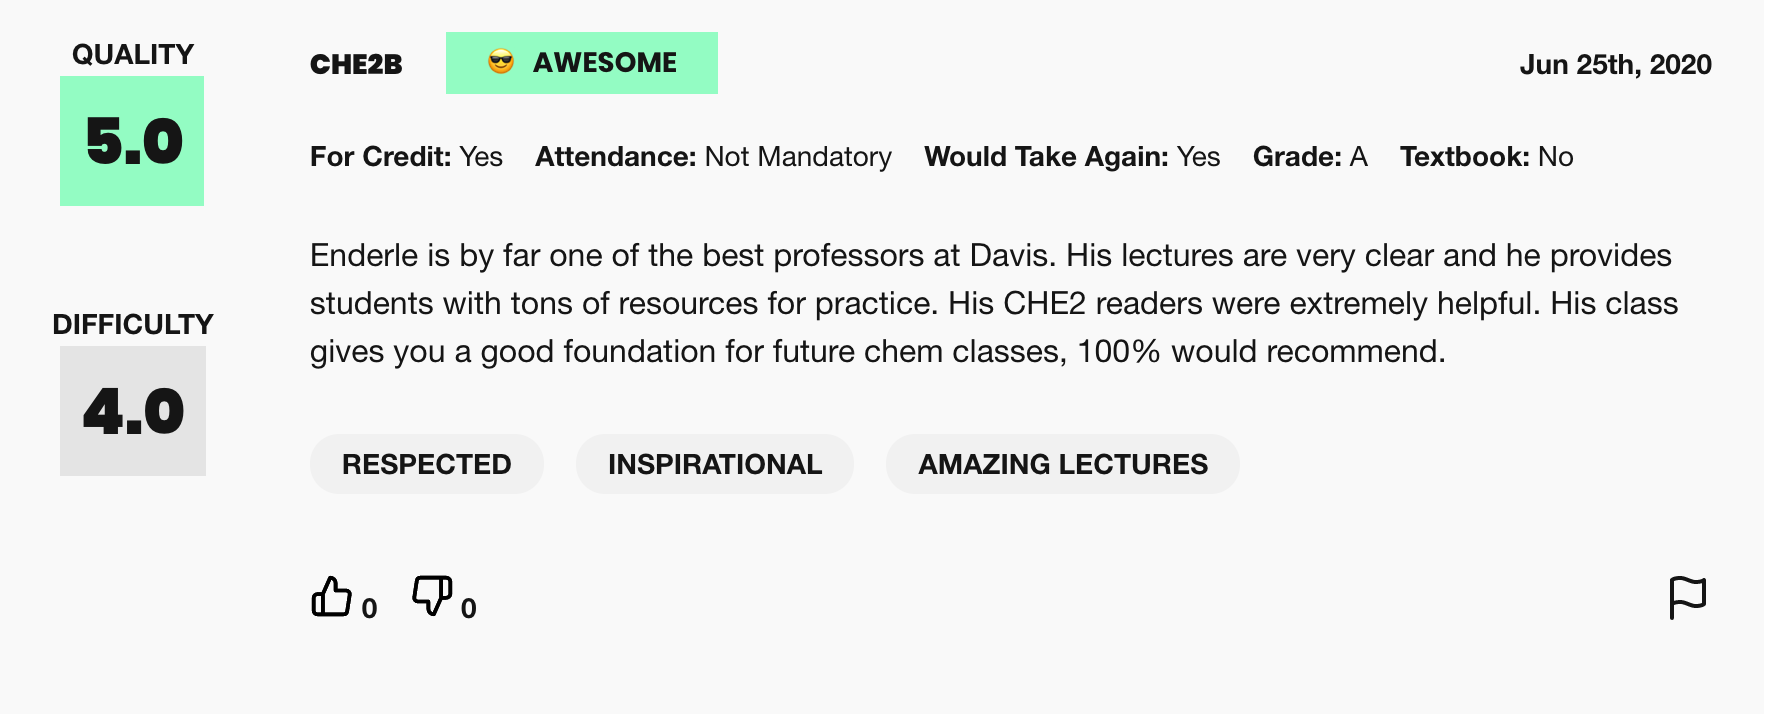 QUALITY
5.0
DIFFICULTY
4.0
CHE2B
😎 AWESOME
Jun 25th, 2020
For Credit: Yes Attendance: Not Mandatory Would Take Again: Yes Grade: A Textbook: No
Enderle is by far one of the best professors at Davis. His lectures are very clear and he provides
students with tons of resources for practice. His CHE2 readers were extremely helpful. His class
gives you a good foundation for future chem classes, 100% would recommend.
RESPECTED INSPIRATIONAL AMAZING LECTURES
0 0